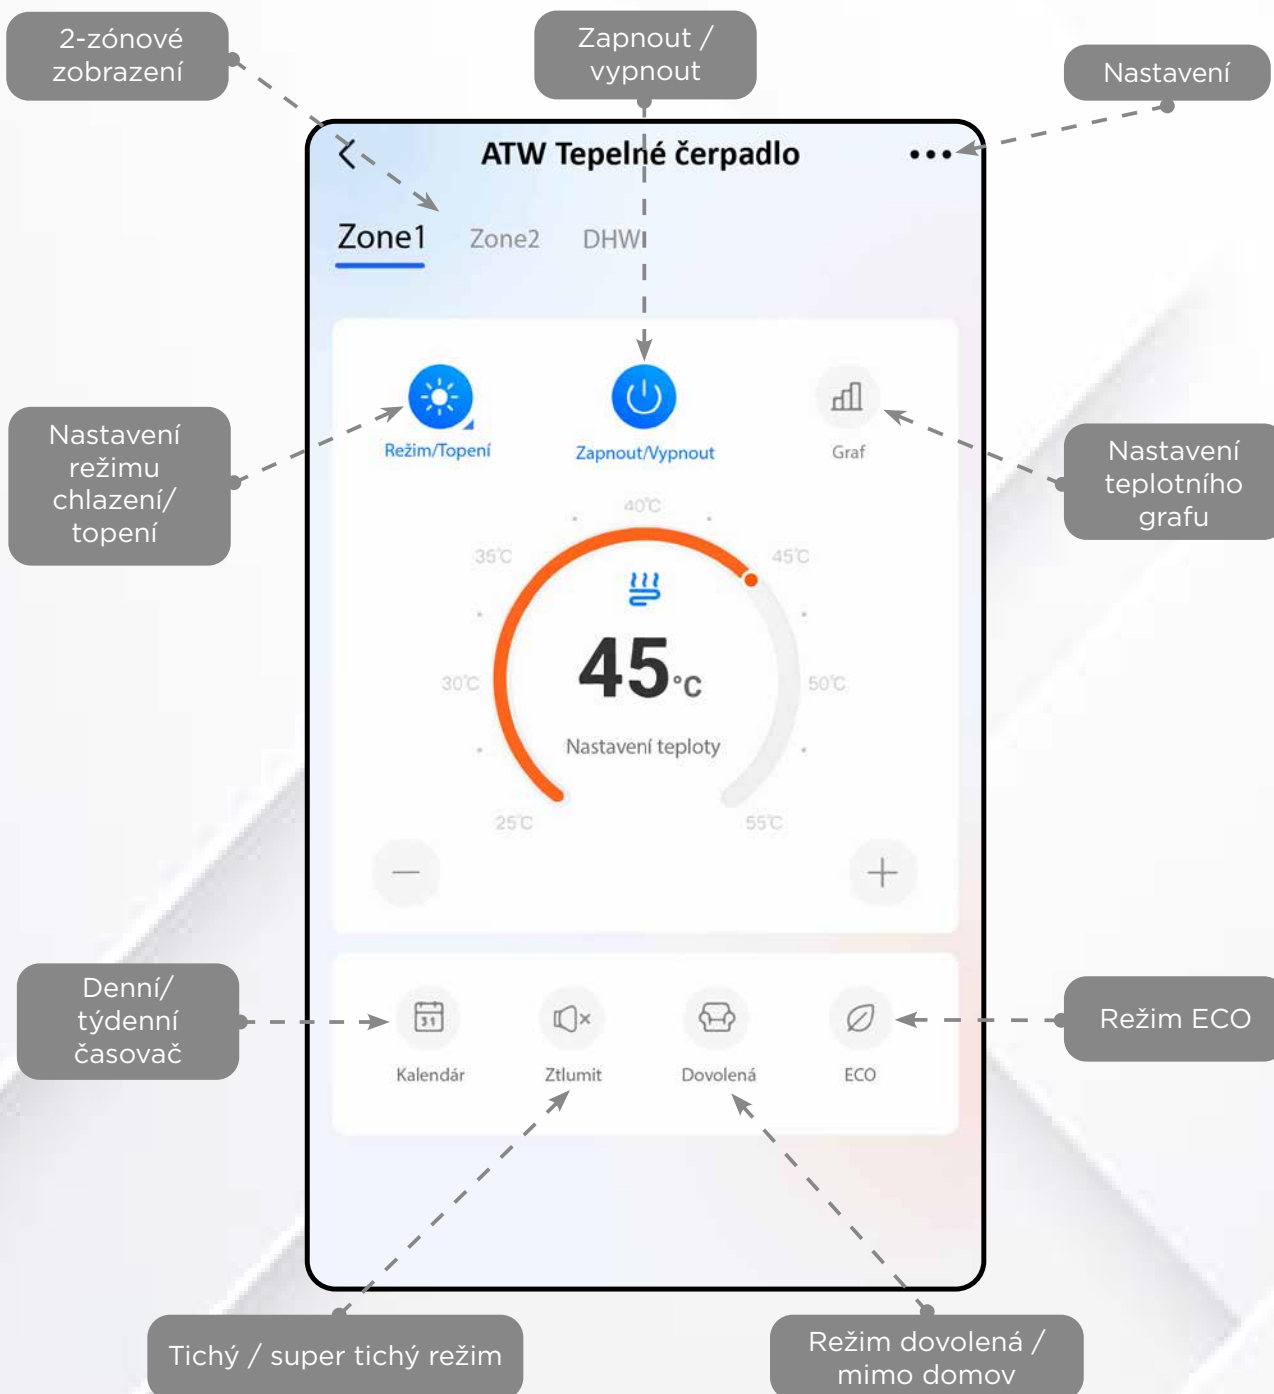 2-zónové
zobrazení
Zapnout /
vypnout
Nastavení
ATW Tepelné čerpadlo
Zone1 Zone2 DHW
Režim/Topení
Zapnout/Vypnout
Graf
Nastavení
režimu
chlazení/
topení
Nastavení
teplotního
grafu
40°C
35°C
45°C
30°C
50°C
45°C
Nastavení teploty
25°C
55°C
Denní/
týdenní
časovač
31
Kalendár
Ztlumit
Dovolená
ECO
Režim ECO
Tichý / super tichý režim
Režim dovolená /
mimo domov